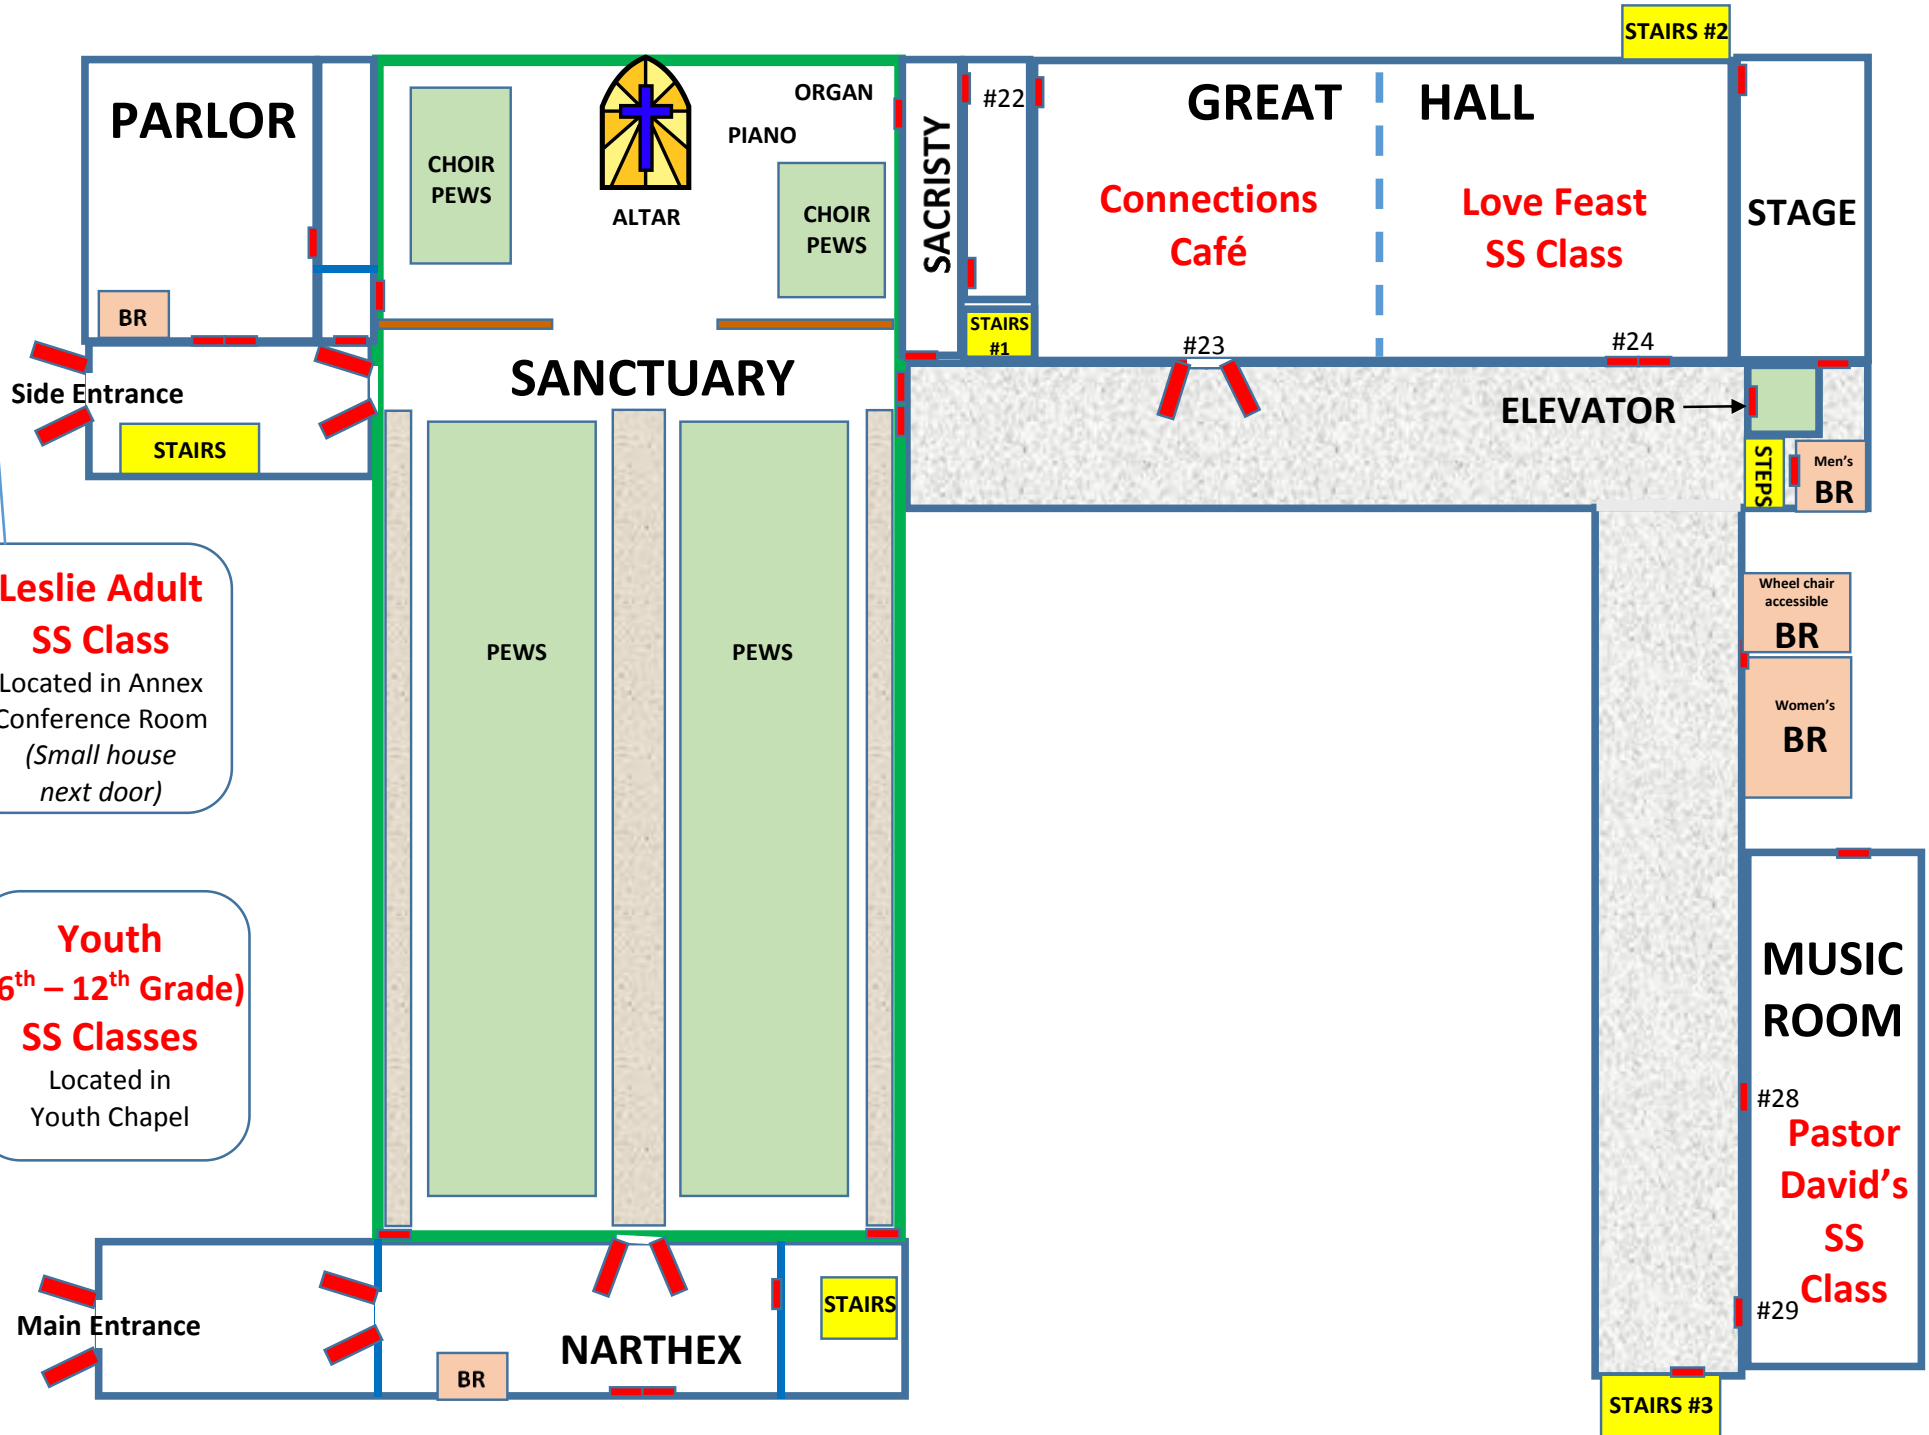 STAIRS #2
PARLOR
BR
Side Entrance
STAIRS
CHOIR
PEWS
ALTAR
ORGAN
PIANO
CHOIR
PEWS
SANCTUARY
PEWS
PEWS
SACRISTY
#22
STAIRS
#1
GREAT HALL
Connections
Café
Love Feast
SS Class
#23
#24
STAGE
ELEVATOR
STEPS
Men's
BR
Wheel chair
accessible
BR
Women's
BR
Leslie Adult
SS Class
Located in Annex
Conference Room
(Small house
next door)
Youth
6th – 12th Grade)
SS Classes
Located in
Youth Chapel
MUSIC
ROOM
#28
Pastor
David's
SS
Class
#29
STAIRS #3
Main Entrance
BR
NARTHEX
STAIRS